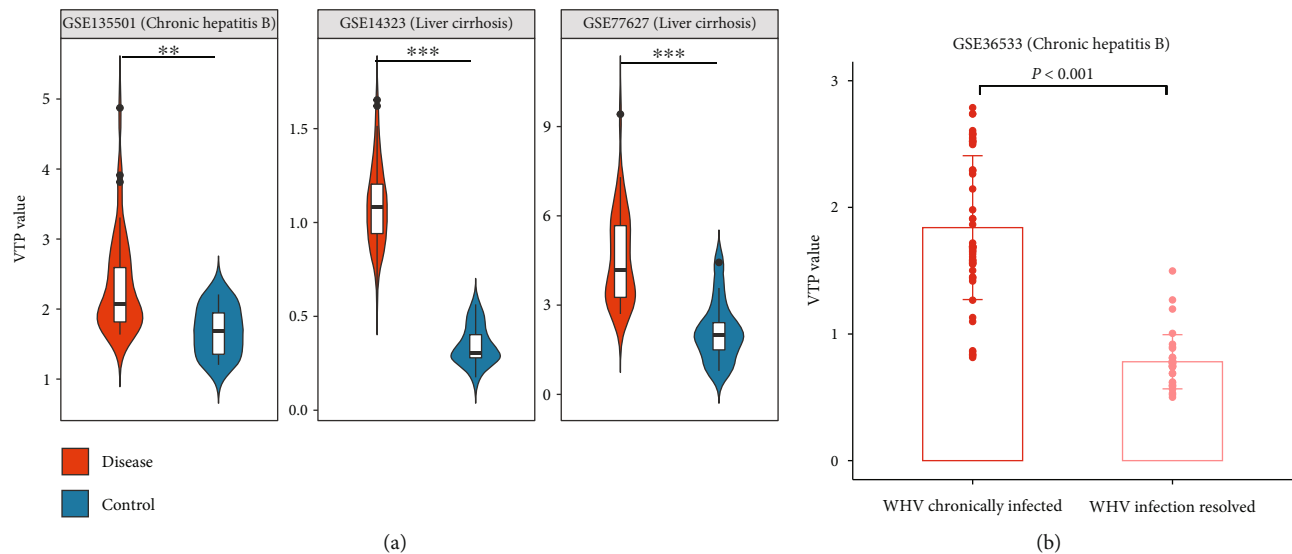 GSE135501 (Chronic hepatitis B)
GSE14323 (Liver cirrhosis)
GSE77627 (Liver cirrhosis)
**
***
***
VTP value
5
4
3
2
1
1.5
1.0
0.5
0.0
9
6
3
0
Disease
Control
(a)
GSE36533 (Chronic hepatitis B)
P < 0.001
VTP value
3
2
1
0
WHV chronically infected
WHV infection resolved
(b)